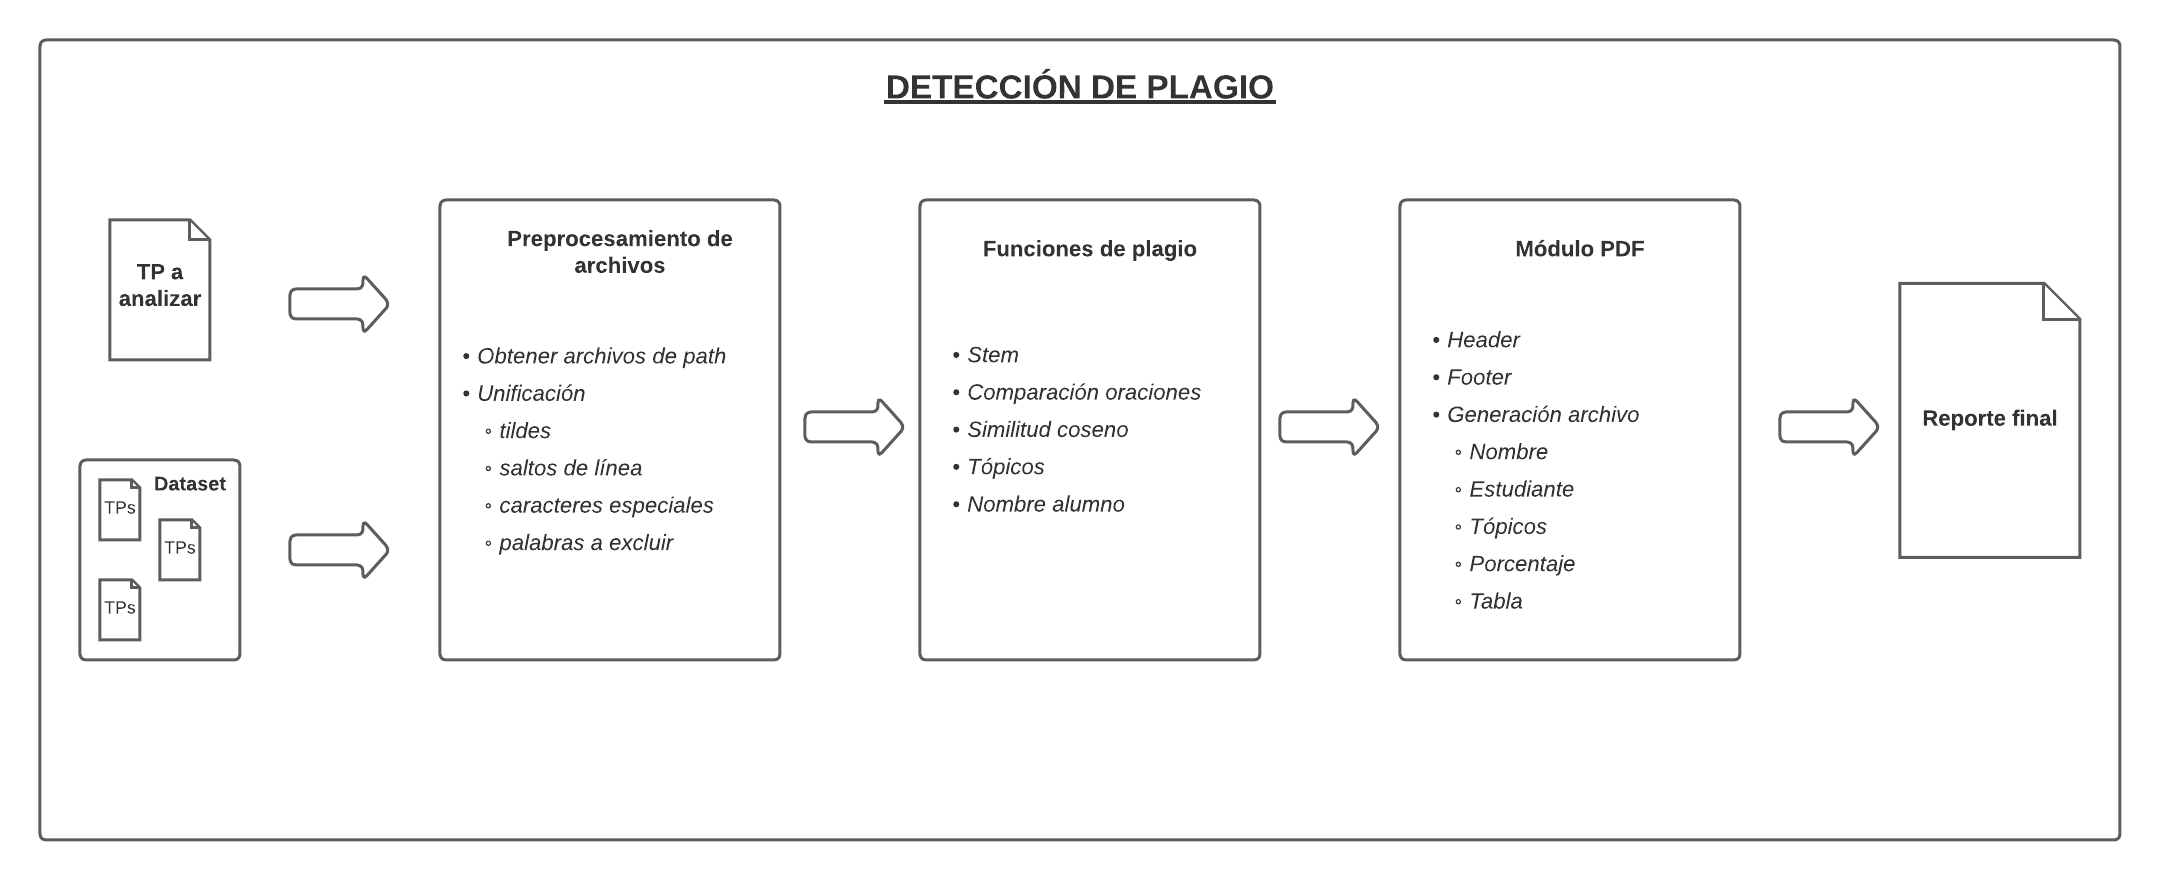 DETECCIÓN DE PLAGIO
TP a
analizar
Dataset
TPs
TPs
TPs
Preprocesamiento de
archivos
• Obtener archivos de path
• Unificación
◦ tildes
◦ saltos de línea
◦ caracteres especiales
◦ palabras a excluir
Funciones de plagio
• Stem
• Comparación oraciones
• Similitud coseno
• Tópicos
• Nombre alumno
Módulo PDF
• Header
• Footer
• Generación archivo
◦ Nombre
◦ Estudiante
◦ Tópicos
◦ Porcentaje
◦ Tabla
Reporte final